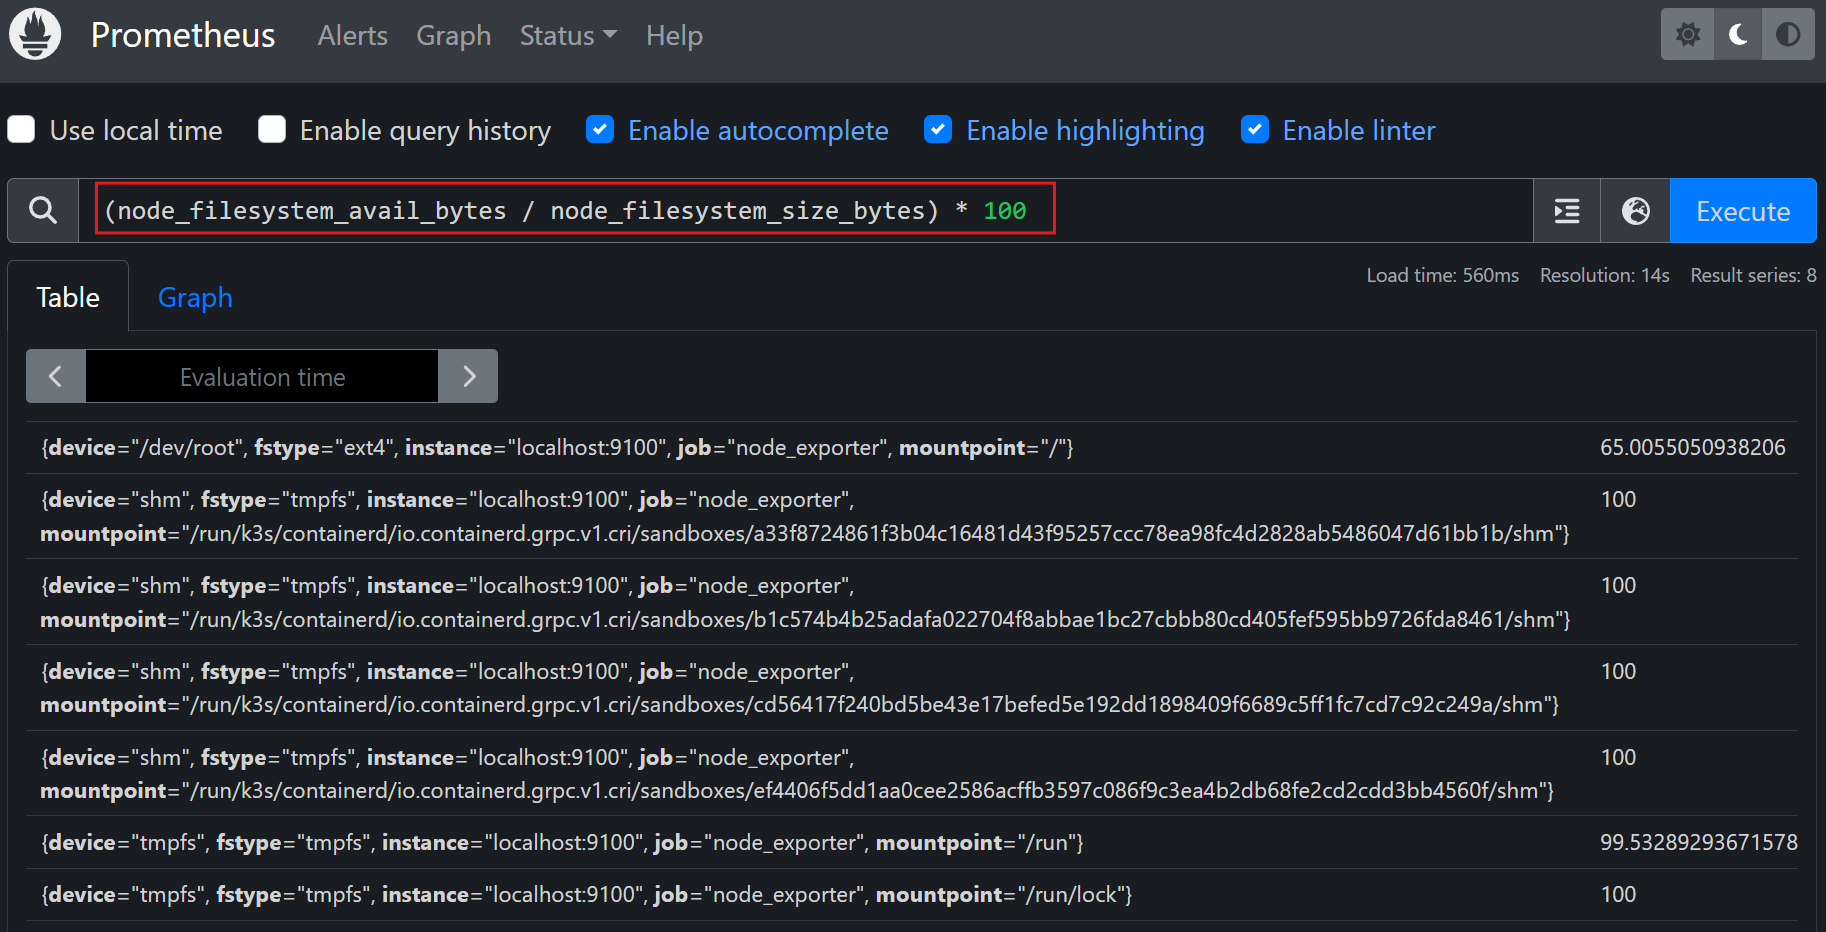 Prometheus Alerts Graph Status Help
Use local time Enable query history Enable autocomplete Enable highlighting Enable linter
(node_filesystem_avail_bytes / node_filesystem_size_bytes) * 100 Execute
Load time: 560ms Resolution: 14s Result series: 8
Table Graph
Evaluation time
{device="/dev/root", fstype="ext4", instance="localhost:9100", job="node_exporter", mountpoint="/"} 65.0055050938206
{device="shm", fstype="tmpfs", instance="localhost:9100", job="node_exporter", 100
mountpoint="/run/k3s/containerd/io.containerd.grpc.v1.cri/sandboxes/a33f8724861f3b04c16481d43f95257ccc78ea98fc4d2828ab5486047d61bb1b/shm"}
{device="shm", fstype="tmpfs", instance="localhost:9100", job="node_exporter", 100
mountpoint="/run/k3s/containerd/io.containerd.grpc.v1.cri/sandboxes/b1c574b4b25adafa022704f8abbae1bc27cbbb80cd405fef595bb9726fda8461/shm"}
{device="shm", fstype="tmpfs", instance="localhost:9100", job="node_exporter", 100
mountpoint="/run/k3s/containerd/io.containerd.grpc.v1.cri/sandboxes/cd56417f240bd5be43e17befed5e192dd1898409f6689c5ff1fc7cd7c92c249a/shm"}
{device="shm", fstype="tmpfs", instance="localhost:9100", job="node_exporter", 100
mountpoint="/run/k3s/containerd/io.containerd.grpc.v1.cri/sandboxes/ef4406f5dd1aa0cee2586acffb3597c086f9c3ea4b2db68fe2cd2cdd3bb4560f/shm"}
{device="tmpfs", fstype="tmpfs", instance="localhost:9100", job="node_exporter", mountpoint="/run"} 99.53289293671578
{device="tmpfs", fstype="tmpfs", instance="localhost:9100", job="node_exporter", mountpoint="/run/lock"} 100